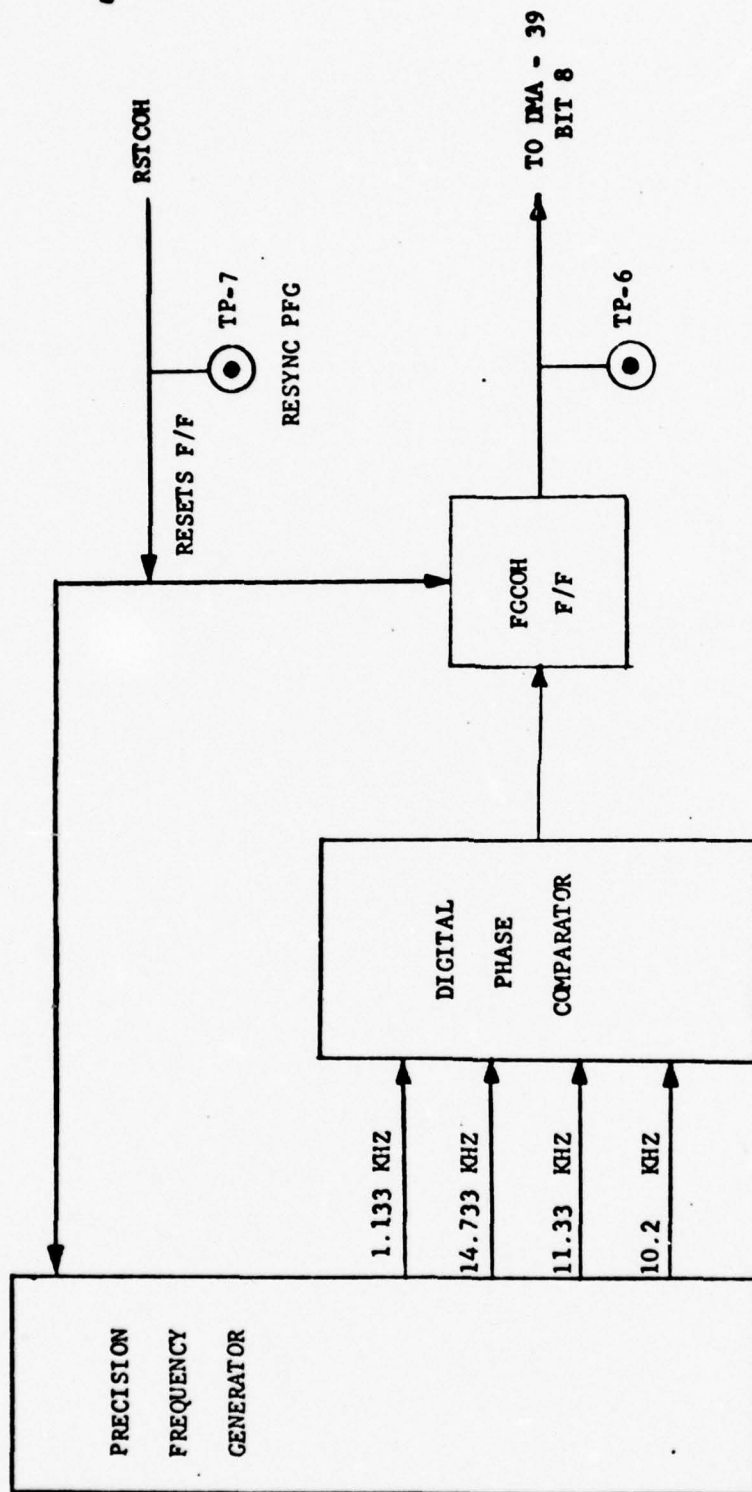 PRECISION
FREQUENCY
GENERATOR
1.133 KHZ
14.733 KHZ
11.33 KHZ
10.2 KHZ
DIGITAL
PHASE
COMPARATOR
FGCOH
F/F
RESETS F/F
RSTCOH
TP-7
RESYNC PFG
TP-6
TO DMA - 39
BIT 8